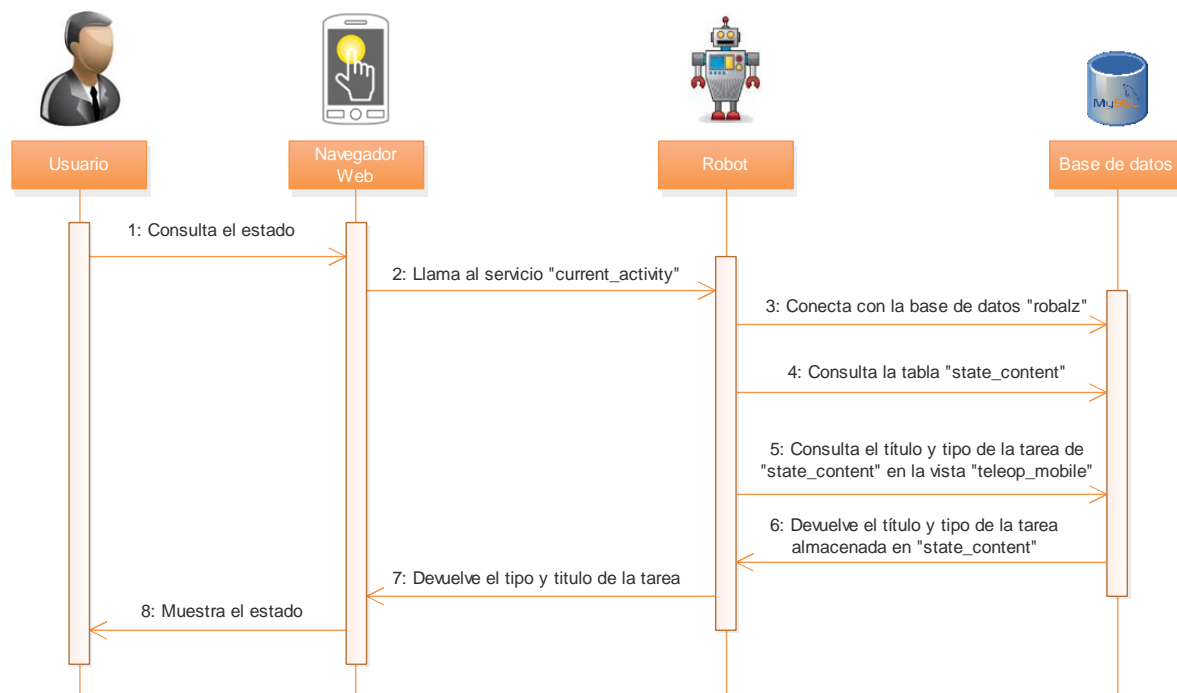 MySQL
Usuario
Navegador
Web
Robot
Base de datos
1: Consulta el estado
2: Llama al servicio "current_activity"
3: Conecta con la base de datos "robalz"
4: Consulta la tabla "state_content"
5: Consulta el título y tipo de la tarea de
"state_content" en la vista "teleop_mobile"
6: Devuelve el título y tipo de la tarea
almacenada en "state_content"
7: Devuelve el tipo y titulo de la tarea
8: Muestra el estado